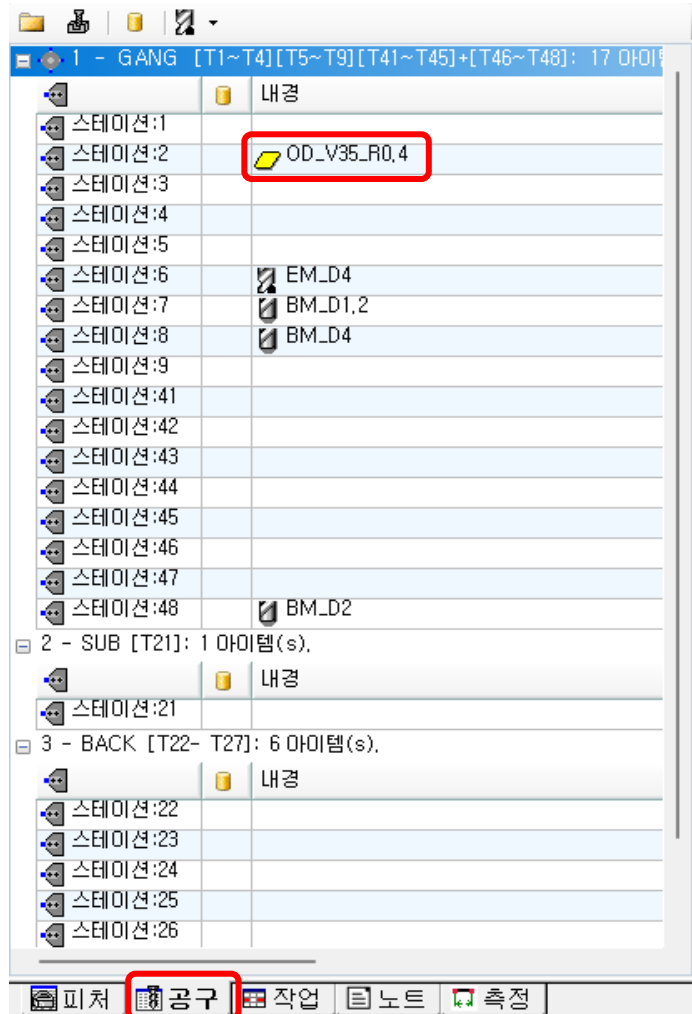 1 - GANG [T1~T4][T5~T9][T41~T45]+[T46~T48]: 17 아이
내경
스테이션:1
스테이션:2 OD_V35_R0,4
스테이션:3
스테이션:4
스테이션:5
스테이션:6 EM_D4
스테이션:7 BM_D1,2
스테이션:8 BM_D4
스테이션:9
스테이션:41
스테이션:42
스테이션:43
스테이션:44
스테이션:45
스테이션:46
스테이션:47
스테이션:48 BM_D2
2 - SUB [T21]: 1 아이템(s),
내경
스테이션:21
3 - BACK [T22- T27]: 6 아이템(s),
내경
스테이션:22
스테이션:23
스테이션:24
스테이션:25
스테이션:26
피처 공구 작업 노트 측정